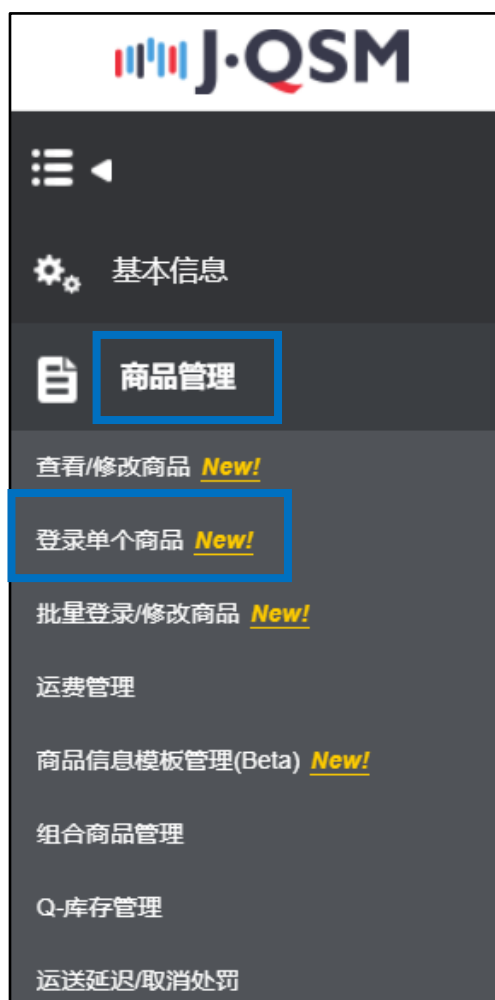 J·QSM
基本信息
商品管理
查看/修改商品 New!
登录单个商品 New!
批量登录/修改商品 New!
运费管理
商品信息模板管理(Beta) New!
组合商品管理
Q-库存管理
运送延迟/取消处罚